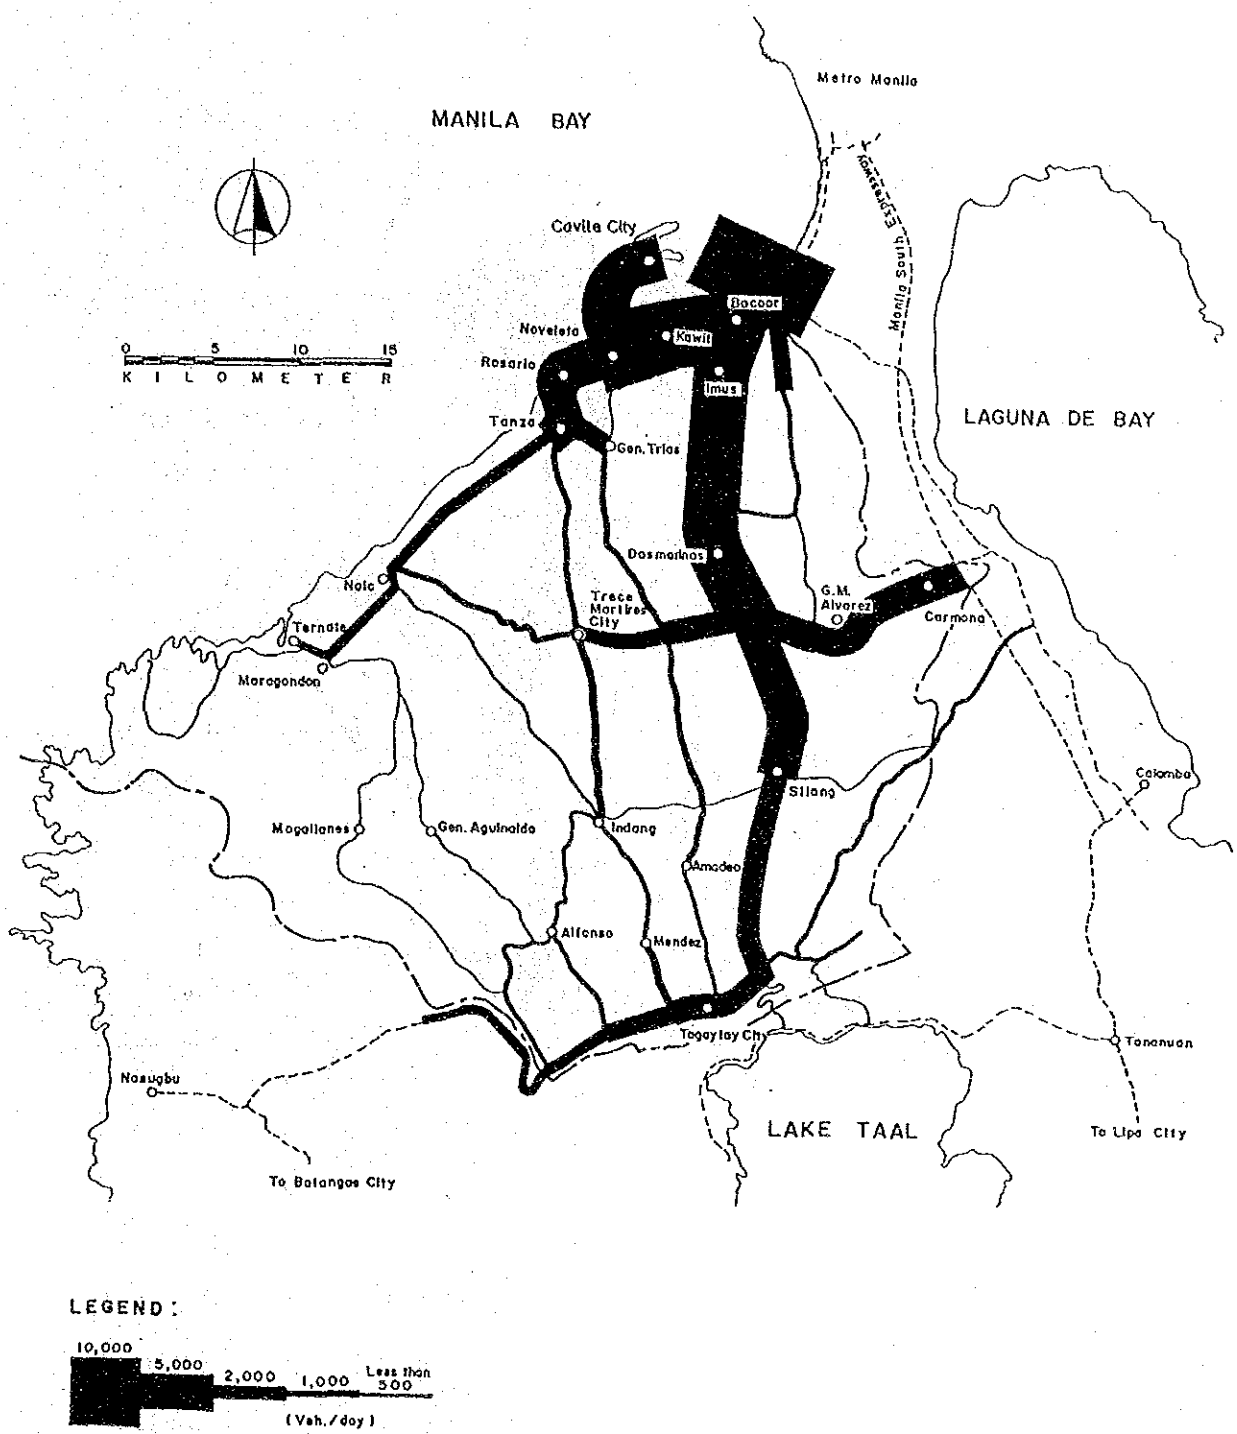 Metro Manila
MANILA BAY
Manila South Expressway
Cavite City
Bacoor
Noveleta
Kawit
0 5 10 15
KILOMETER
Rosario
Imus
LAGUNA DE BAY
Tanza
Gen. Trias
Dasmarinas
Naic
Trece
Martires
City
G.M.
Alvarez
Carmona
Ternate
Maragondon
Calamba
Silang
Magallanes
Gen. Aguinaldo
Indang
Amadeo
Alfonso
Mendez
Tagaytay City
Tananuan
Nasugbu
LAKE TAAL
To Lipa City
To Batangas City
LEGEND:
10,000
5,000
2,000
1,000
Less than
500
(Veh./day)